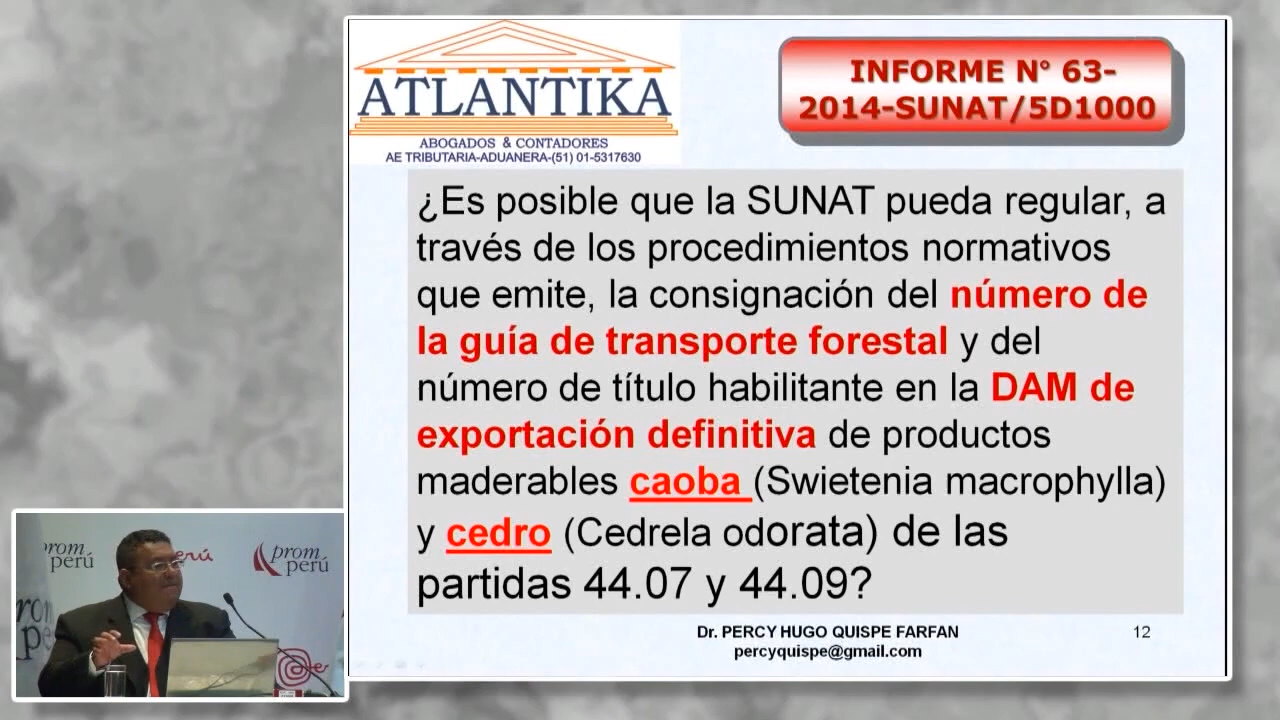 ATLANTIKA
ABOGADOS & CONTADORES
AE TRIBUTARIA-ADUANERA-(51) 01-5317630
INFORME N° 63-
2014-SUNAT/5D1000
¿Es posible que la SUNAT pueda regular, a
través de los procedimientos normativos
que emite, la consignación del número de
la guía de transporte forestal y del
número de título habilitante en la DAM de
exportación definitiva de productos
maderables caoba (Swietenia macrophylla)
y cedro (Cedrela odorata) de las
partidas 44.07 y 44.09?
Dr. PERCY HUGO QUISPE FARFAN
percyquispe@gmail.com
12
prom
perú
prom
perú